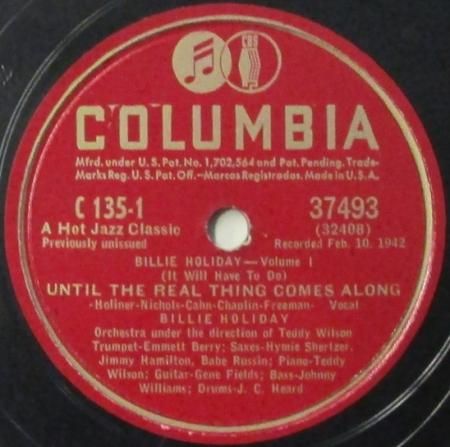 CBS
COLUMBIA
Mfrd. under U.S. Pat. No. 1,702,564 and Pat. Pending. Trade-
Marks Reg. U.S. Pat. Off.—Marcas Registradas. Made in U.S.A.
C 135-1 37493
A Hot Jazz Classic (32408)
Previously unissued Recorded Feb. 10, 1942
BILLIE HOLIDAY—Volume 1
(It Will Have To Do)
UNTIL THE REAL THING COMES ALONG
-Holiner-Nichols-Cahn-Chaplin-Freeman- Vocal
BILLIE HOLIDAY
Orchestra under the direction of Teddy Wilson
Trumpet-Emmett Berry; Saxes-Hymie Shertzer,
Jimmy Hamilton, Babe Russin; Piano-Teddy
Wilson; Guitar-Gene Fields; Bass-Johnny
Williams; Drums-J. C. Heard